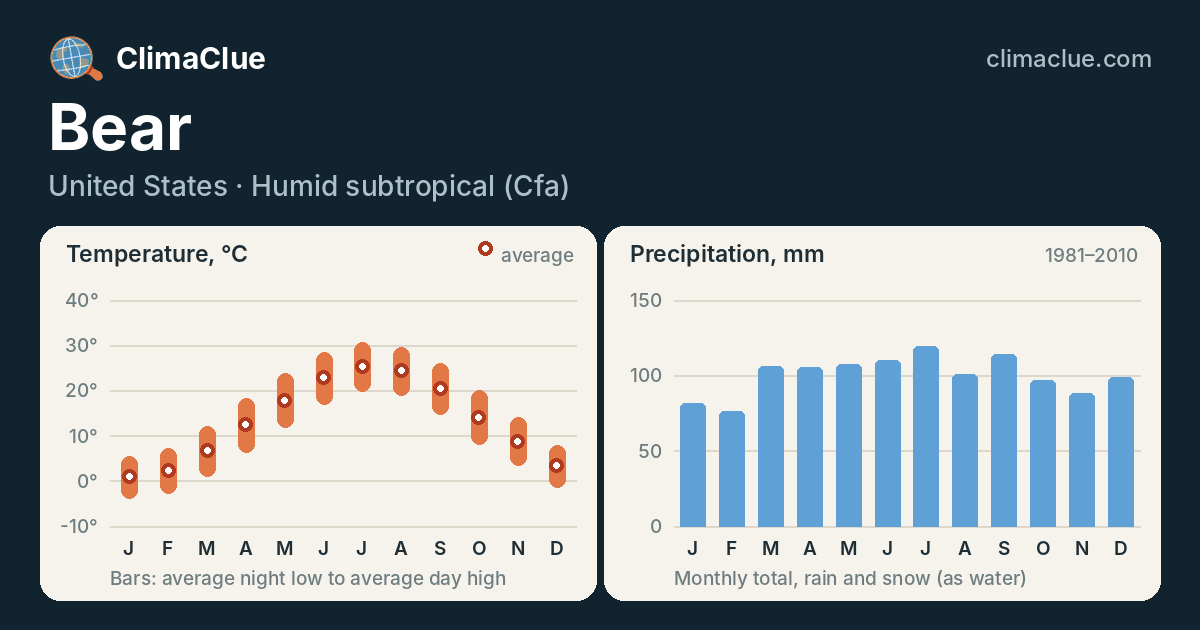 ClimaClue
climaclue.com
Bear
United States · Humid subtropical (Cfa)
Temperature, °C
average
40°
30°
20°
10°
0°
-10°
J F M A M J J A S O N D
Bars: average night low to average day high
Precipitation, mm
1981–2010
150
100
50
0
J F M A M J J A S O N D
Monthly total, rain and snow (as water)